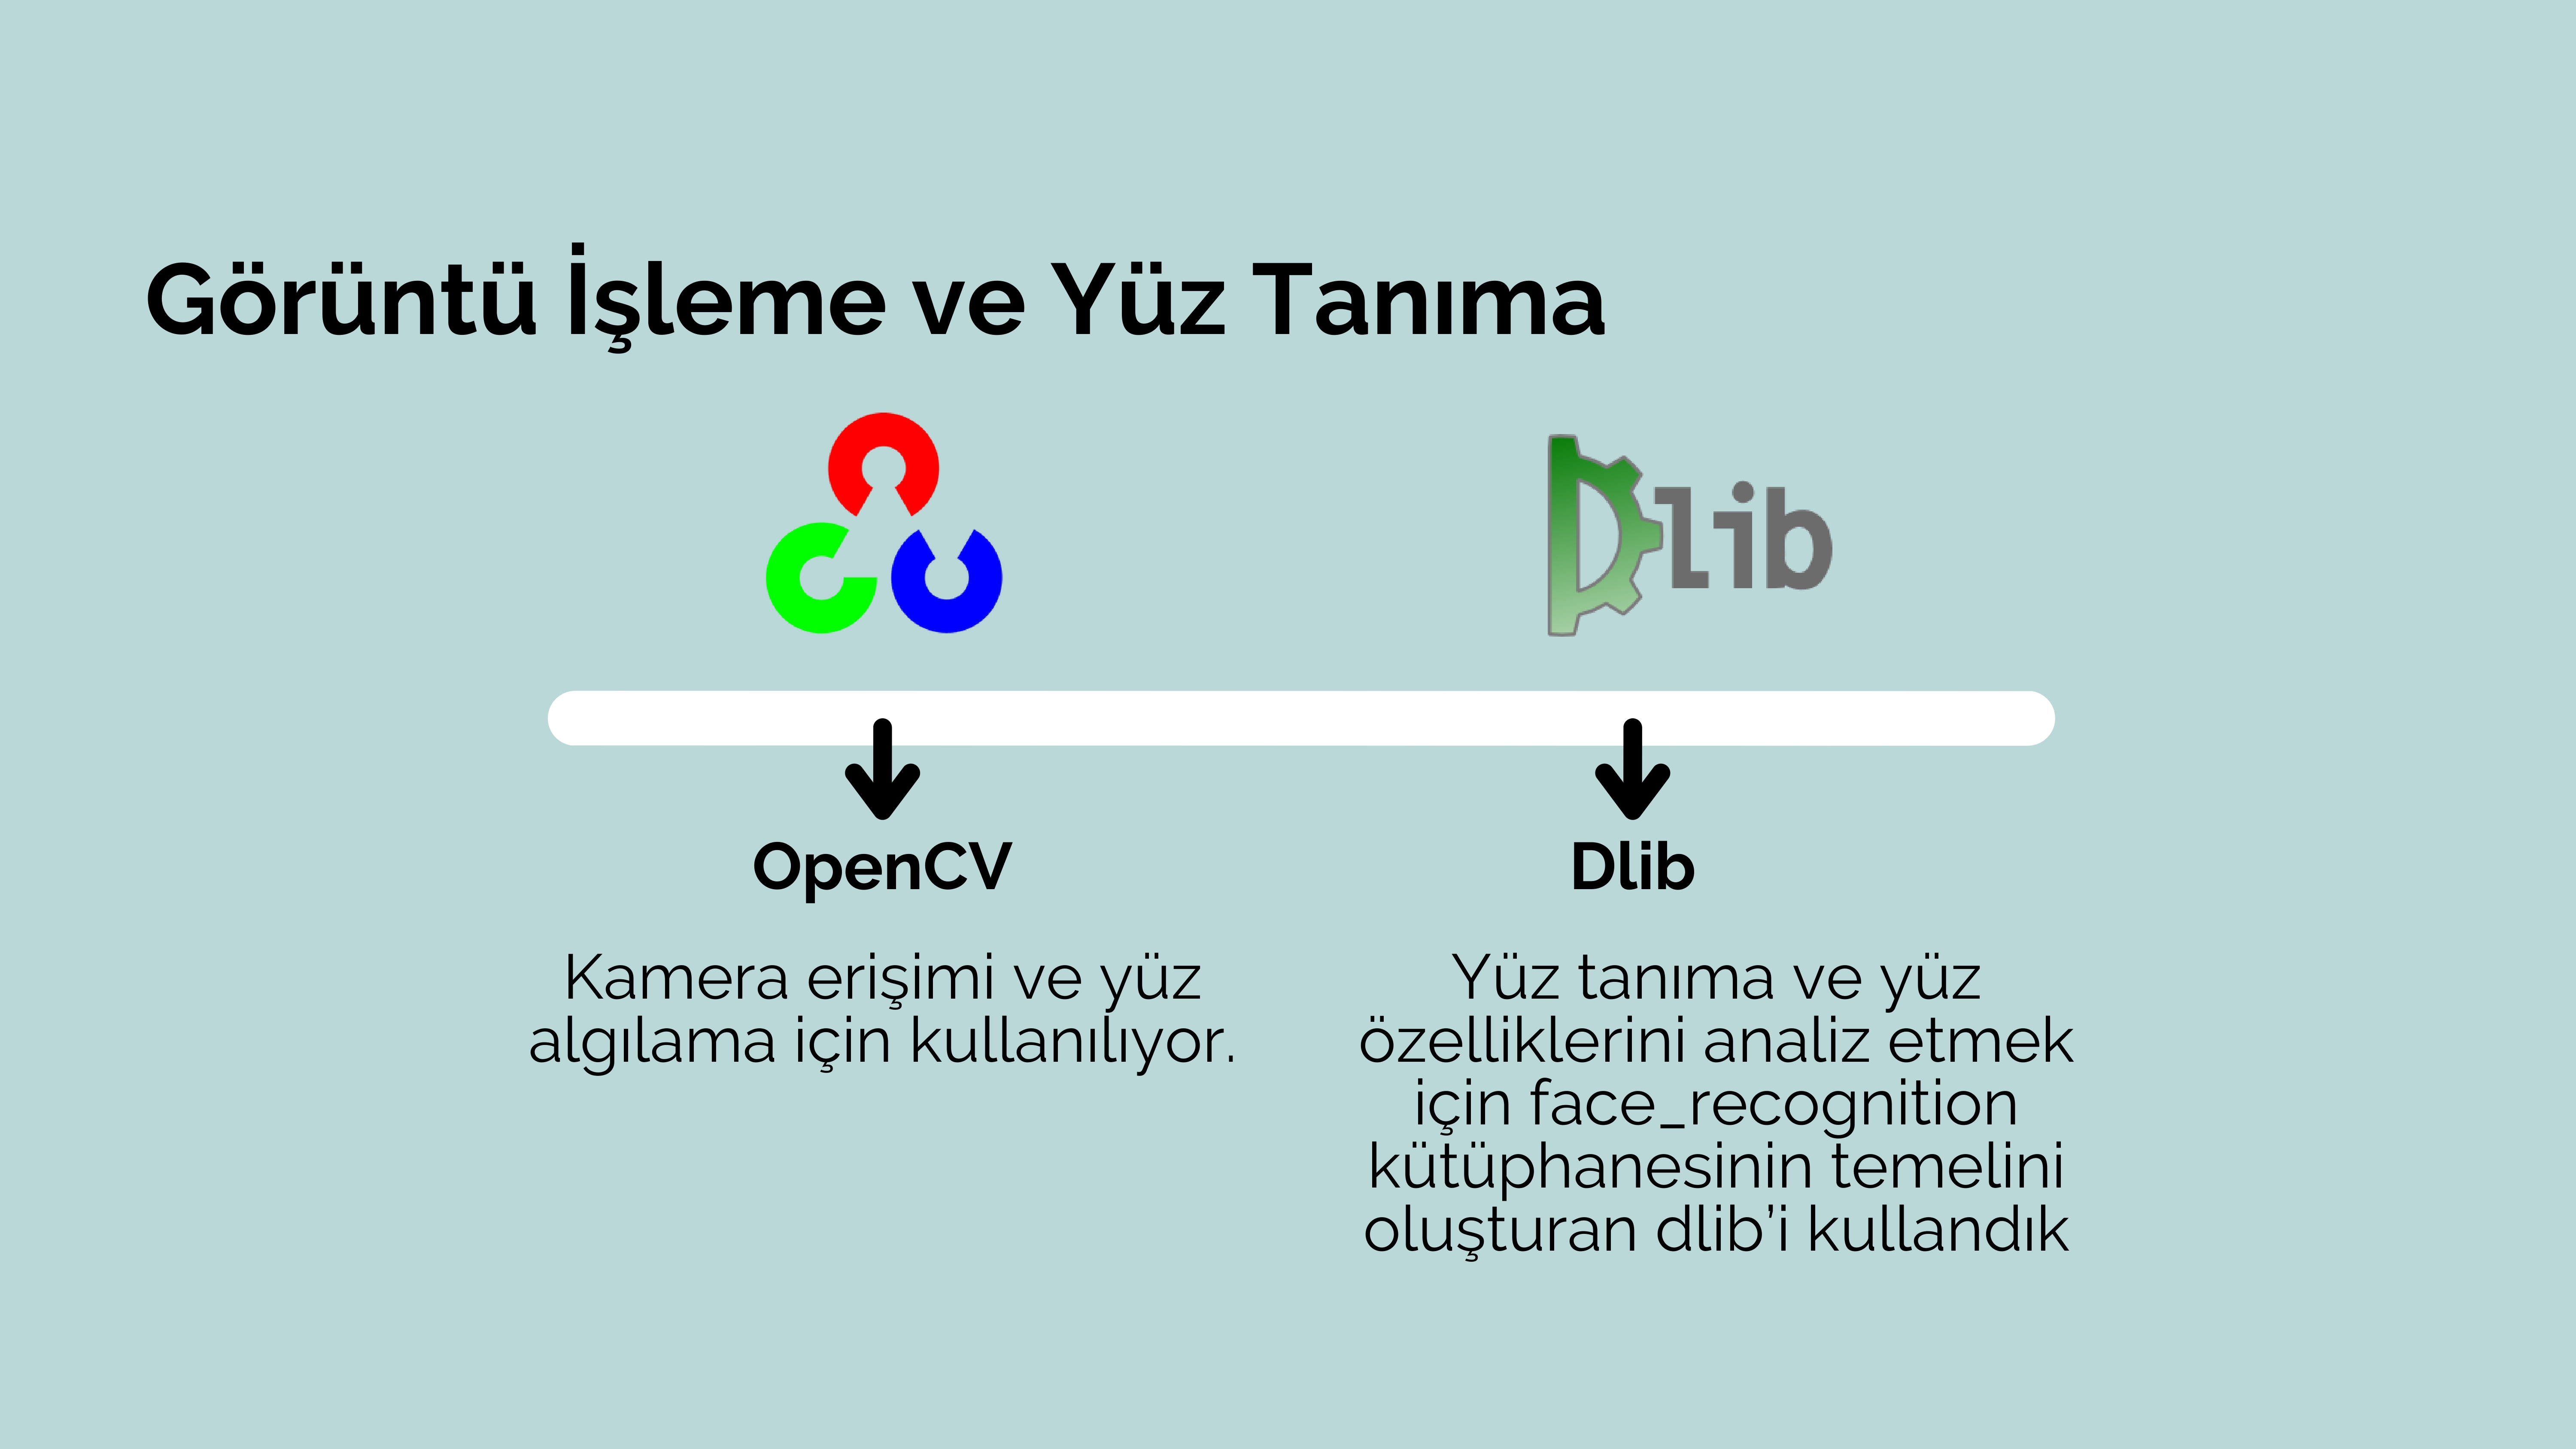 Görüntü İşleme ve Yüz Tanıma
Dlib
OpenCV
Kamera erişimi ve yüz
algılama için kullanılıyor.
Dlib
Yüz tanıma ve yüz
özelliklerini analiz etmek
için face_recognition
kütüphanesinin temelini
oluşturan dlib'i kullandık